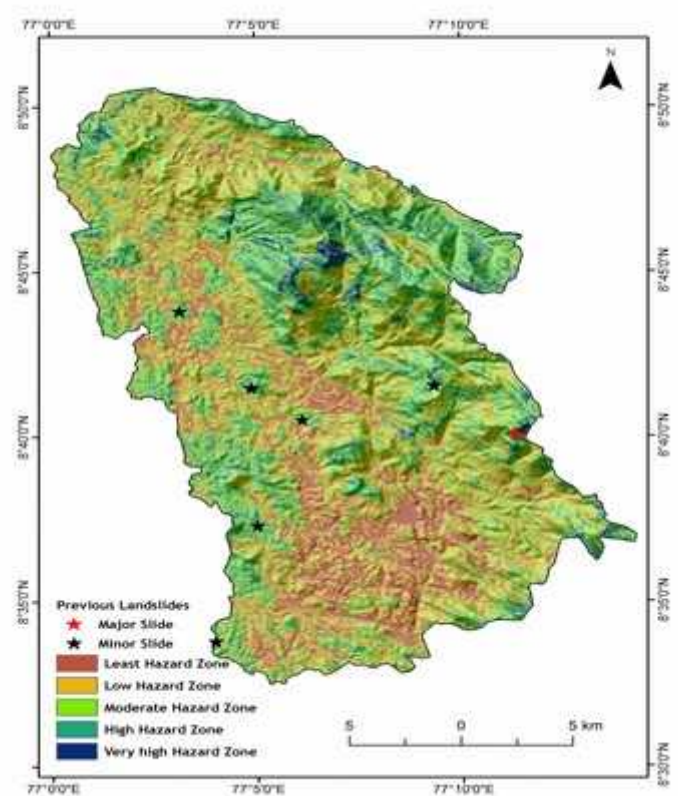 77°0'0"E 77°5'0"E 77°10'0"E
N
8°50'0"N 8°50'0"N
8°45'0"N 8°45'0"N
8°40'0"N 8°40'0"N
8°35'0"N 8°35'0"N
Previous Landslides
Major Slide
Minor Slide
Least Hazard Zone
Low Hazard Zone
Moderate Hazard Zone
High Hazard Zone
Very high Hazard Zone
5 0 5 km
8°30'0"N
77°0'0"E 77°5'0"E 77°10'0"E